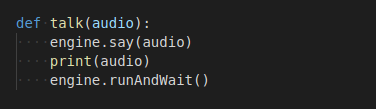 def talk(audio):
    engine.say(audio)
    print(audio)
    engine.runAndWait()